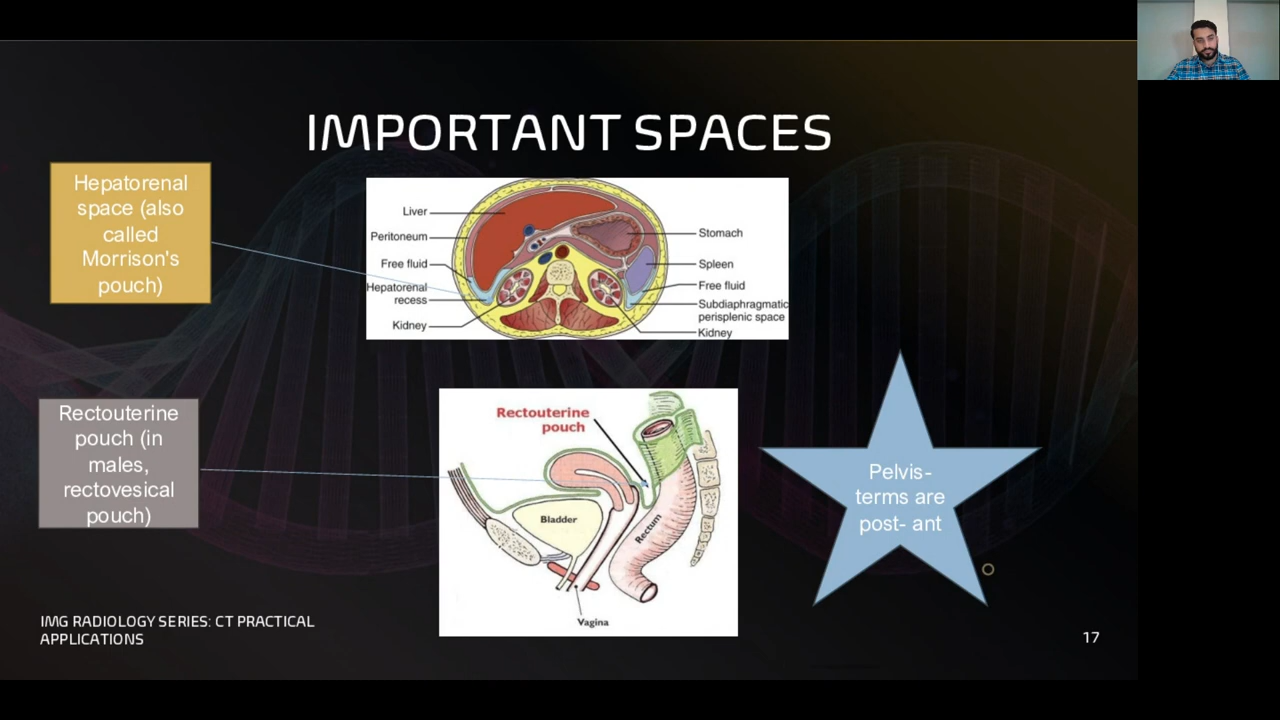 IMPORTANT SPACES
Hepatorenal
space (also
called
Morrison's
pouch)
Liver
Peritoneum
Free fluid
Hepatorenal
recess
Kidney
Stomach
Spleen
Free fluid
Subdiaphragmatic
perisplenic space
Kidney
Rectouterine
pouch (in
males,
rectovesical
pouch)
Rectouterine
pouch
Bladder
Rectum
Vagina
Pelvis-
terms are
post- ant
IMG RADIOLOGY SERIES: CT PRACTICAL
APPLICATIONS
17